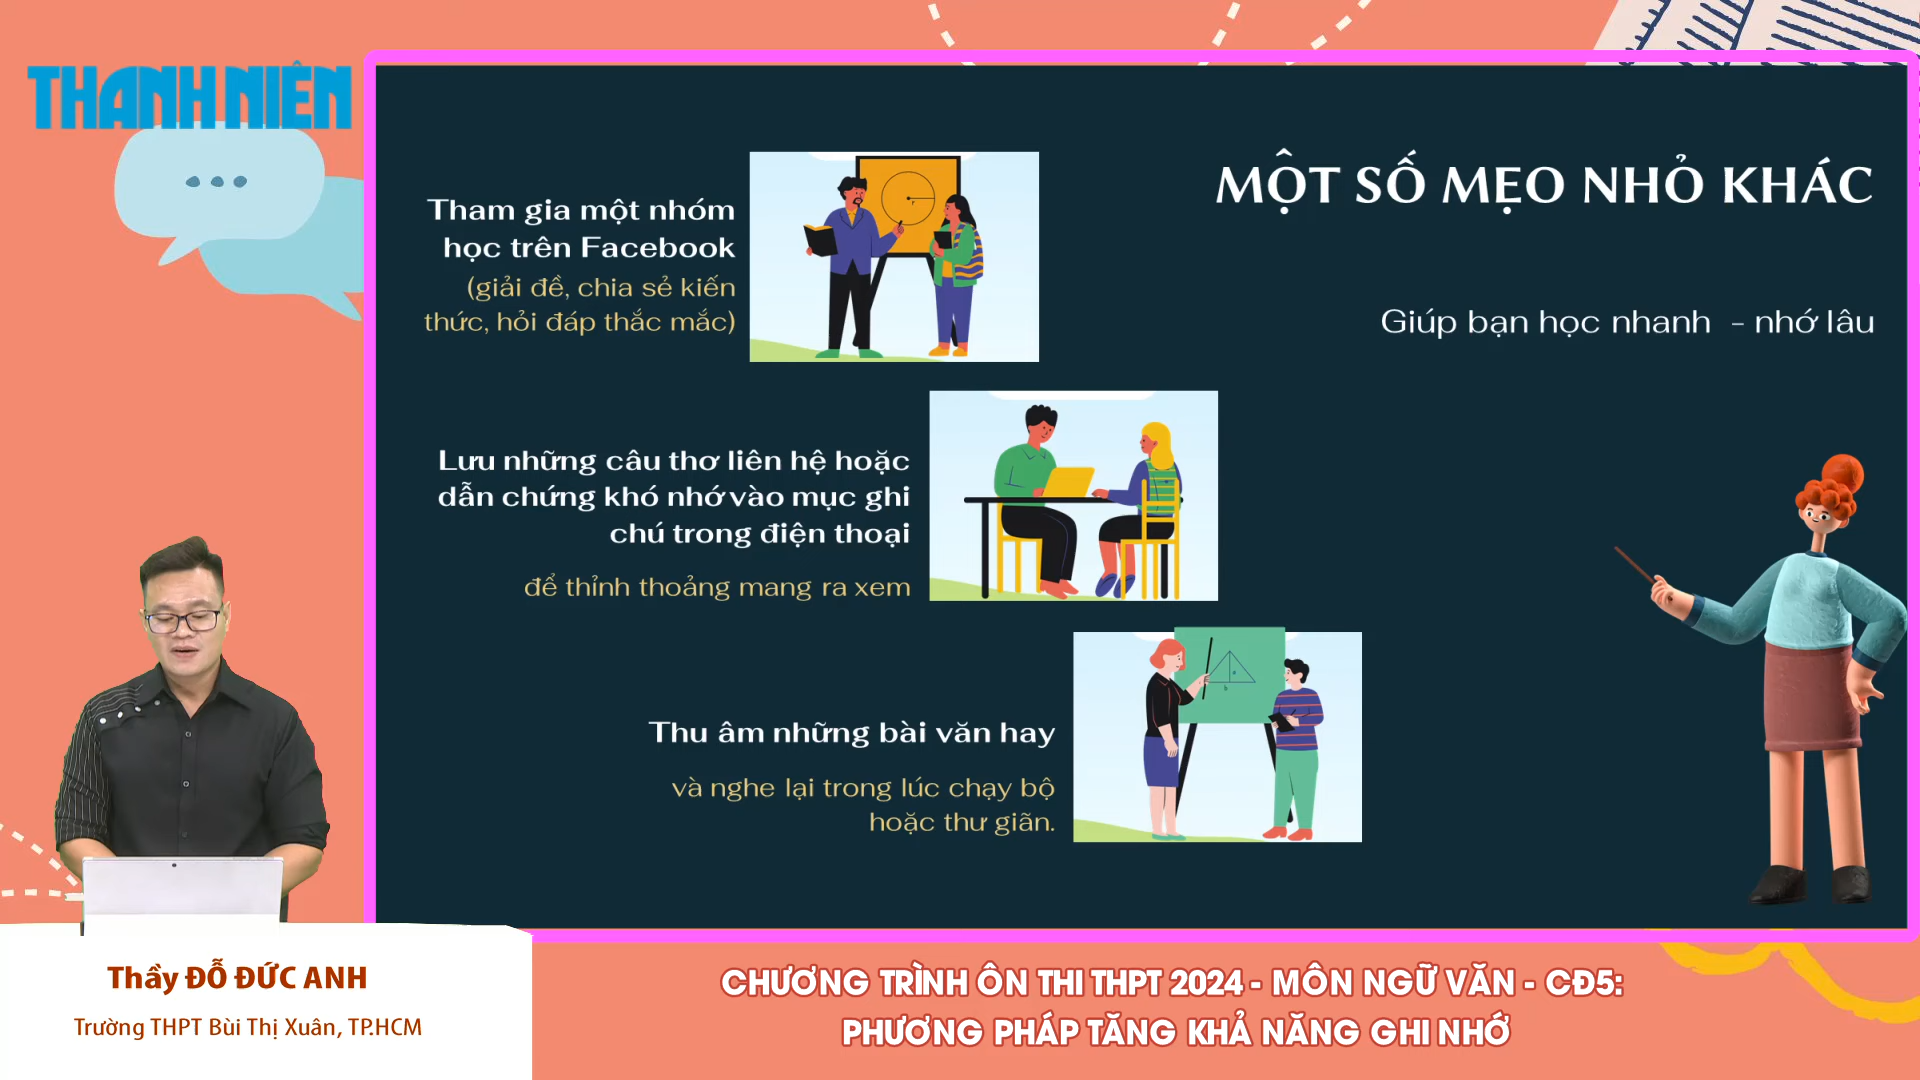 THANH NIÊN
MỘT SỐ MẸO NHỎ KHÁC
Giúp bạn học nhanh - nhớ lâu
Tham gia một nhóm
học trên Facebook
(giải đề, chia sẻ kiến
thức, hỏi đáp thắc mắc)
Lưu những câu thơ liên hệ hoặc
dẫn chứng khó nhớ vào mục ghi
chú trong điện thoại
để thỉnh thoảng mang ra xem
Thu âm những bài văn hay
và nghe lại trong lúc chạy bộ
hoặc thư giãn.
Thầy ĐỖ ĐỨC ANH
Trường THPT Bùi Thị Xuân, TP.HCM
CHƯƠNG TRÌNH ÔN THI THPT 2024 - MÔN NGỮ VĂN - CĐ5:
PHƯƠNG PHÁP TĂNG KHẢ NĂNG GHI NHỚ